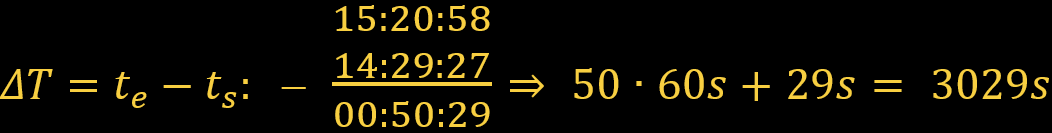 15:20:58
ΔT = tₑ − tₛ: − 14:29:27 ⇒ 50 · 60s + 29s = 3029s
00:50:29